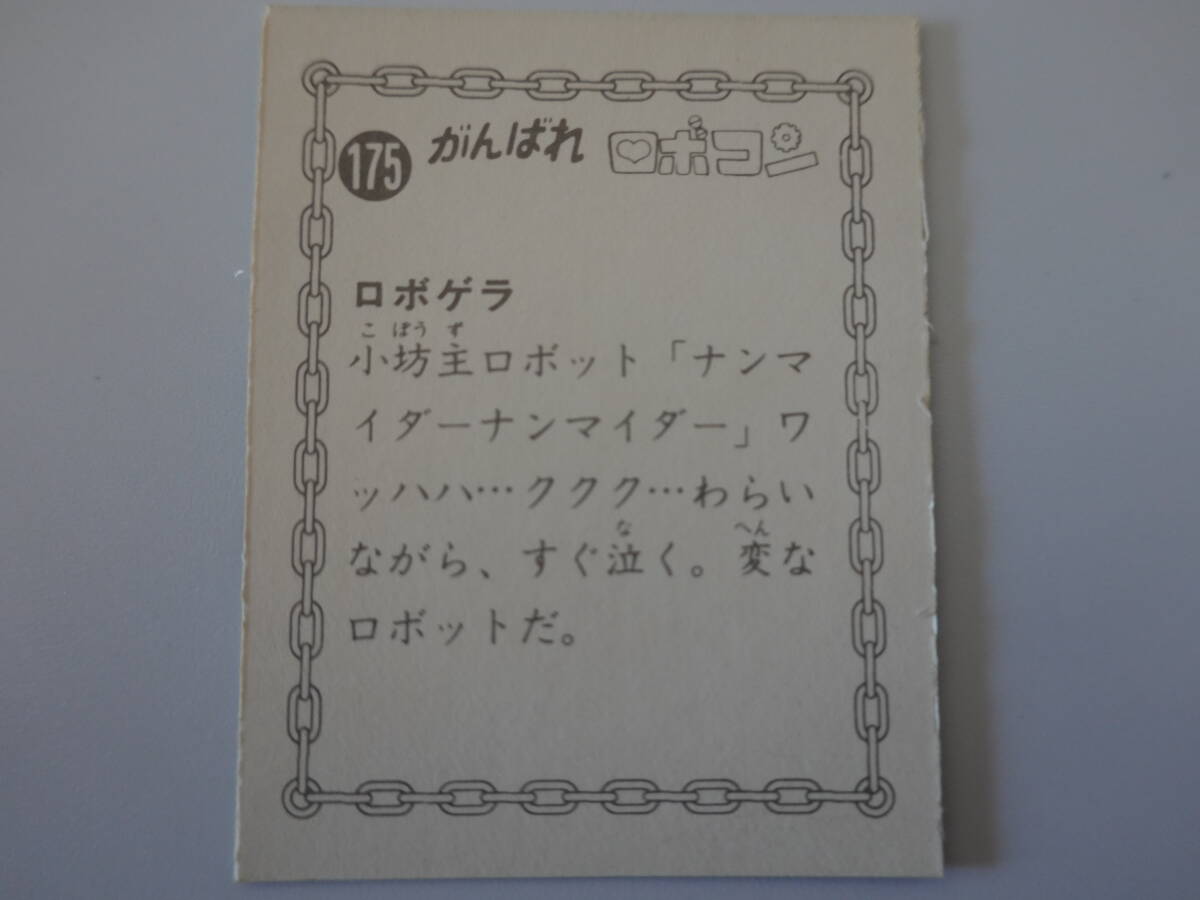 175 がんばれ ロボコン
ロボゲラ
こ ぼう ず
小坊主ロボット「ナンマ
イダーナンマイダー」ワ
ッハハ…ククク…わらい
な へん
ながら、すぐ泣く。変な
ロボットだ。